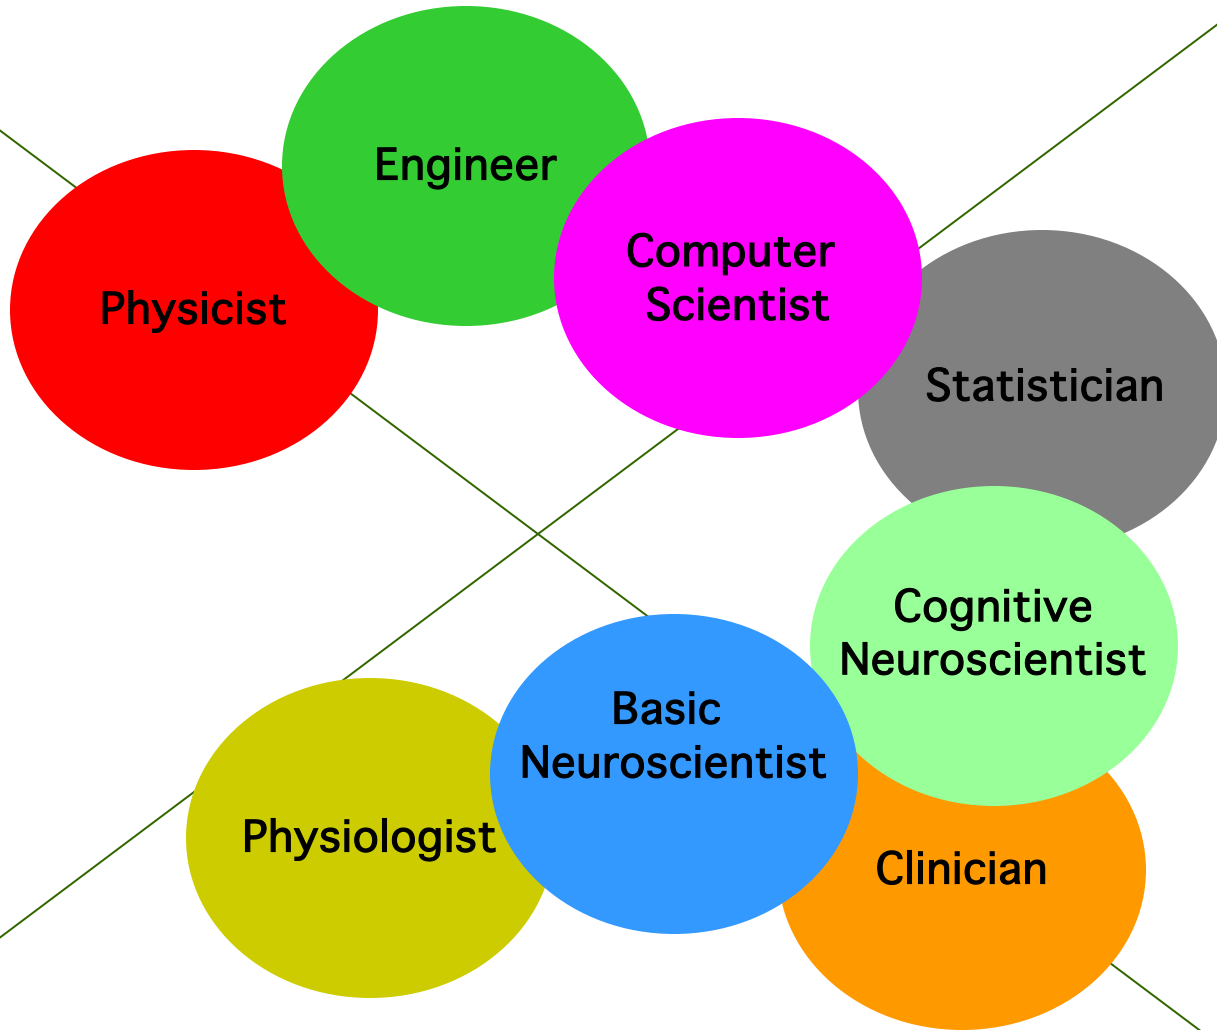 Engineer
Physicist
Computer
Scientist
Statistician
Cognitive
Neuroscientist
Basic
Neuroscientist
Physiologist
Clinician